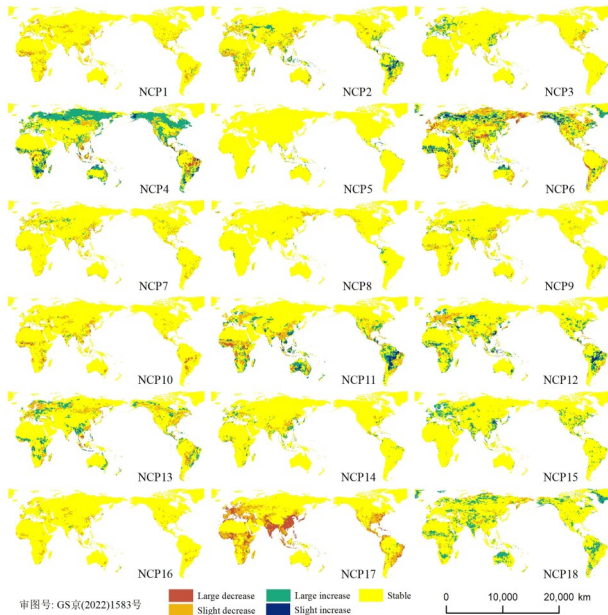 NCP1 NCP2 NCP3
NCP4 NCP5 NCP6
NCP7 NCP8 NCP9
NCP10 NCP11 NCP12
NCP13 NCP14 NCP15
NCP16 NCP17 NCP18
审图号: GS京(2022)1583号
Large decrease Large increase Stable
Slight decrease Slight increase
0 10,000 20,000 km